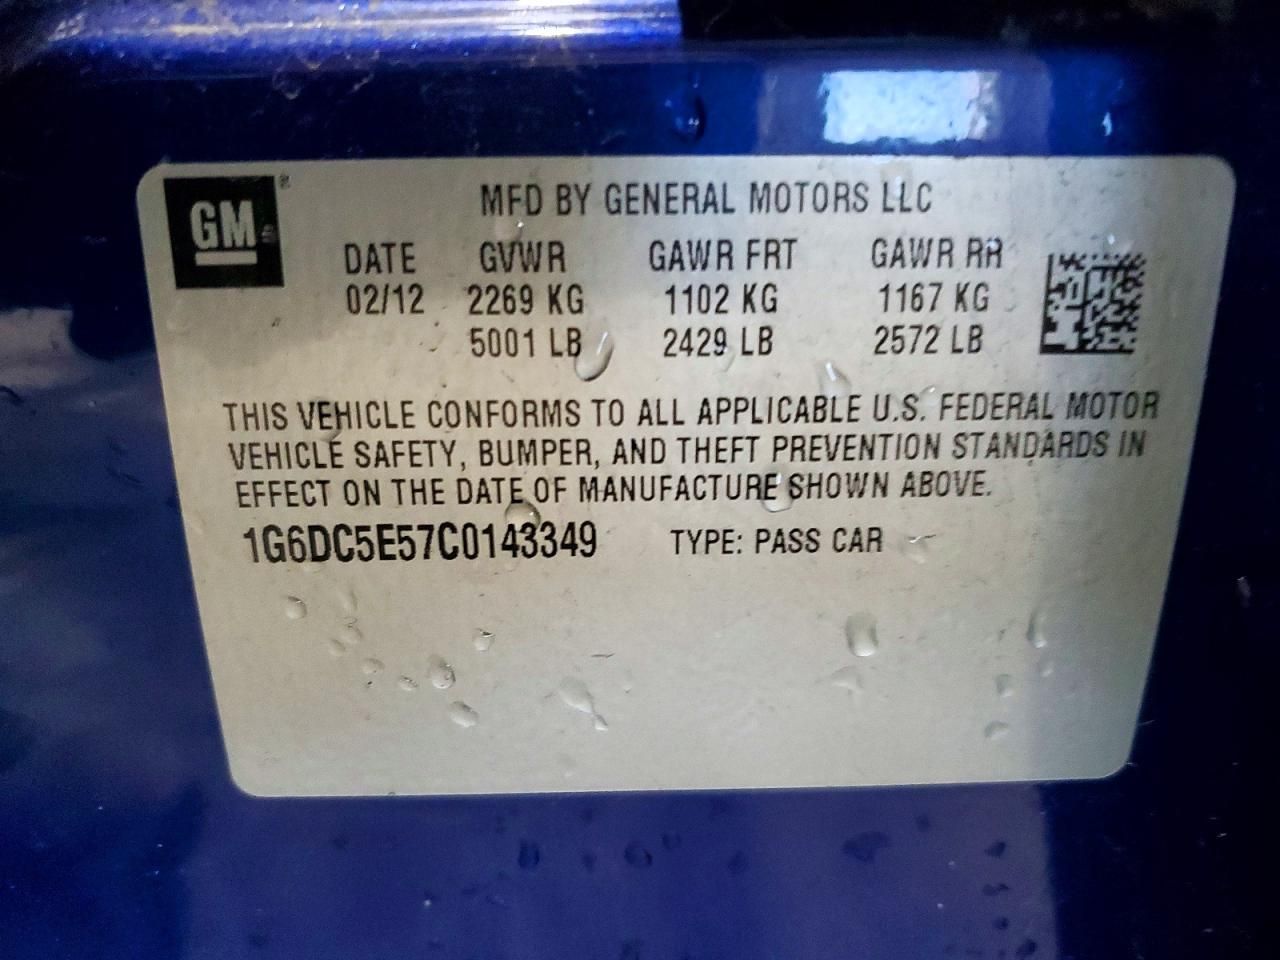 GM
MFD BY GENERAL MOTORS LLC
DATE GVWR GAWR FRT GAWR RR
02/12 2269 KG 1102 KG 1167 KG
5001 LB 2429 LB 2572 LB
THIS VEHICLE CONFORMS TO ALL APPLICABLE U.S. FEDERAL MOTOR
VEHICLE SAFETY, BUMPER, AND THEFT PREVENTION STANDARDS IN
EFFECT ON THE DATE OF MANUFACTURE SHOWN ABOVE.
1G6DC5E57C0143349 TYPE: PASS CAR